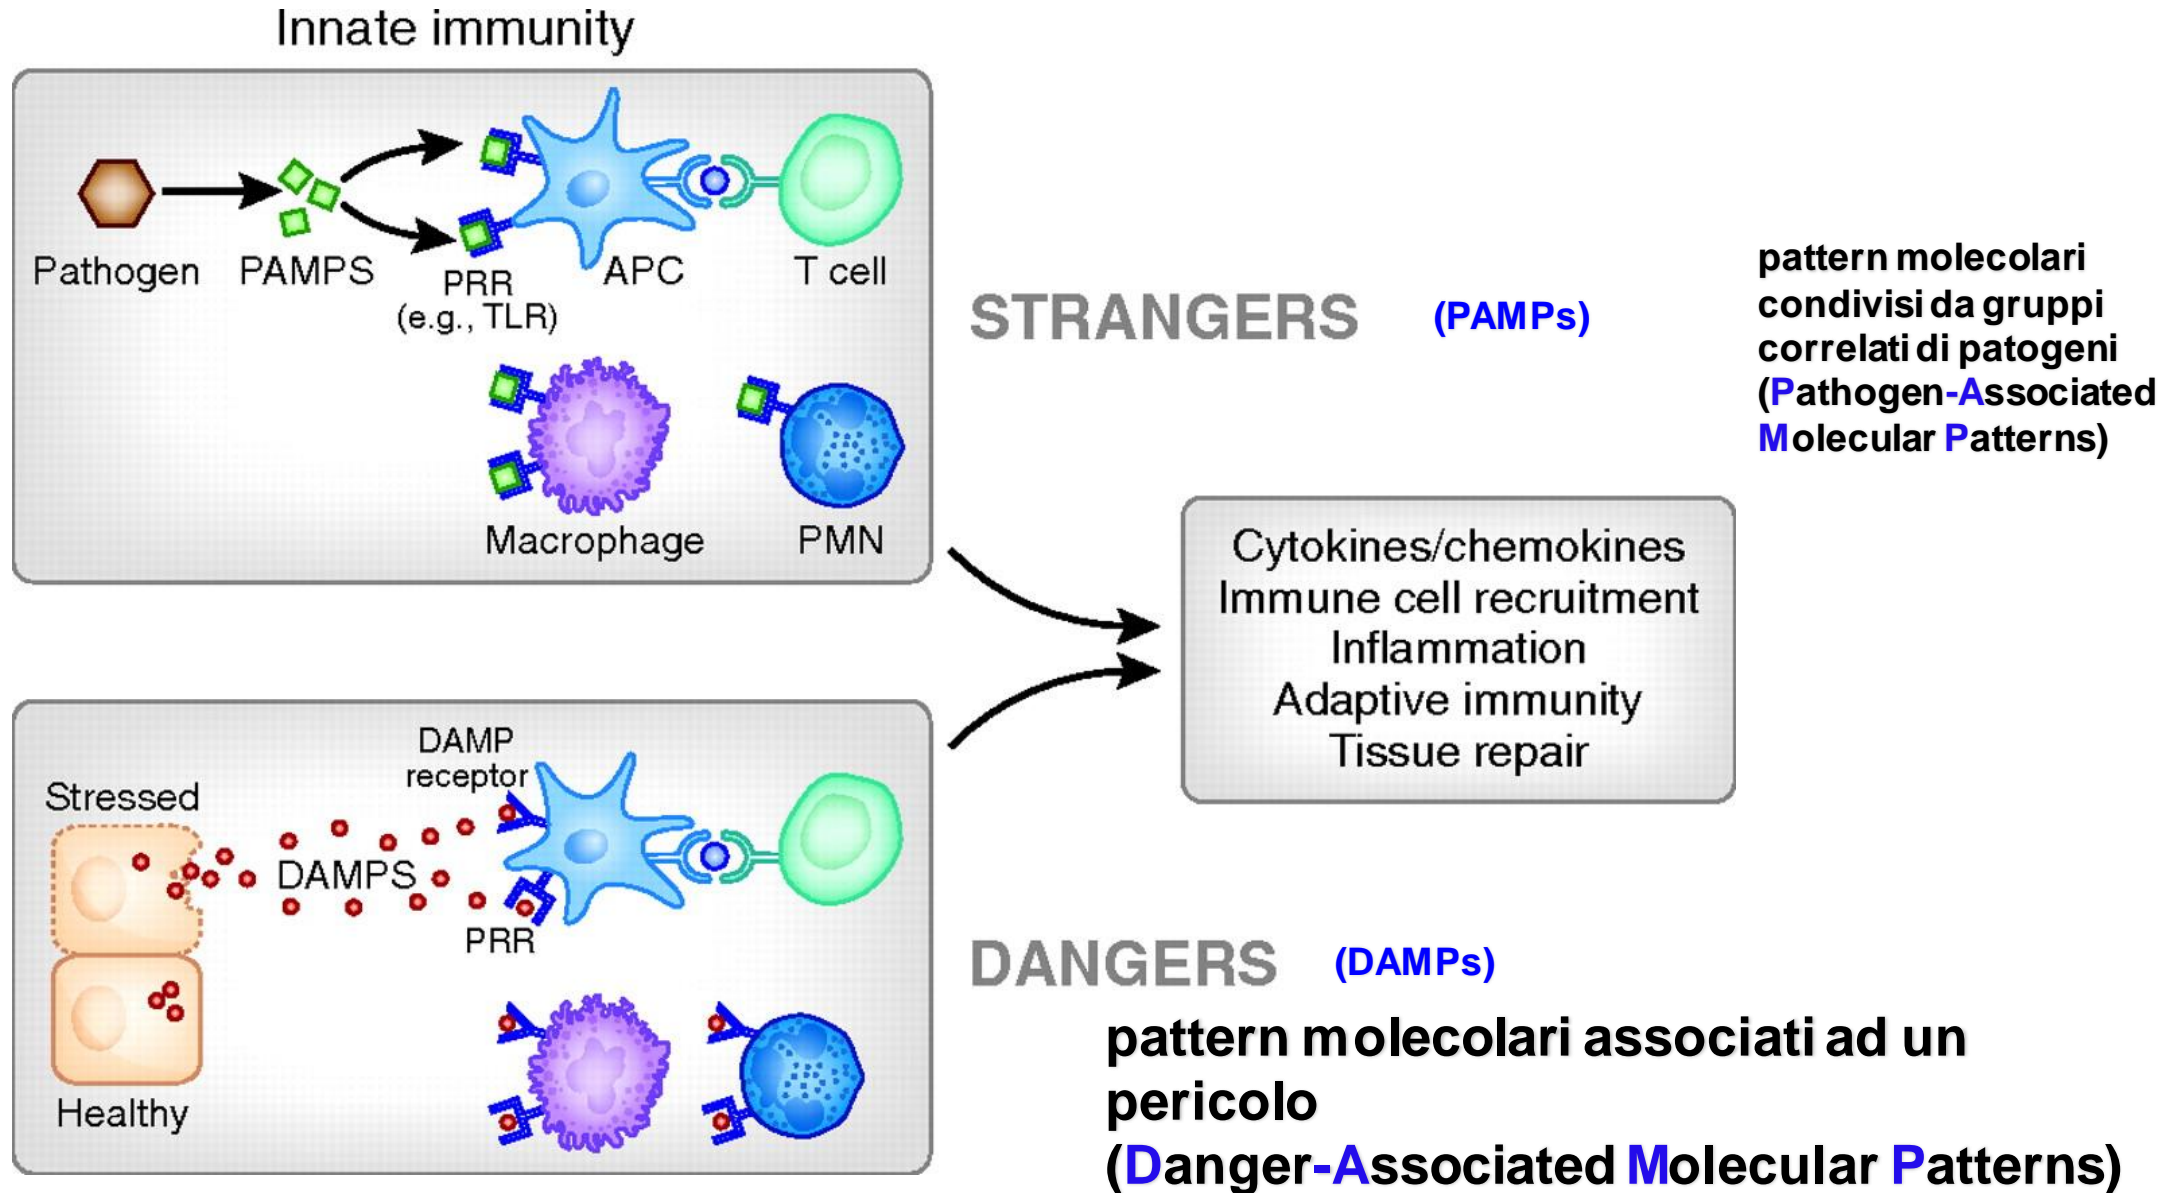 Innate immunity
Pathogen
PAMPS
PRR
(e.g., TLR)
APC
T cell
Macrophage
PMN
STRANGERS
(PAMPs)
pattern molecolari
condivisi da gruppi
correlati di patogeni
(Pathogen-Associated
Molecular Patterns)
Cytokines/chemokines
Immune cell recruitment
Inflammation
Adaptive immunity
Tissue repair
Stressed
DAMPS
DAMP
receptor
PRR
Healthy
DANGERS
(DAMPs)
pattern molecolari associati ad un
pericolo
(Danger-Associated Molecular Patterns)